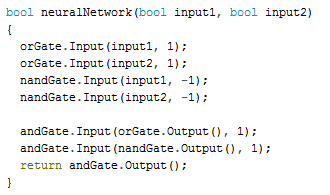 bool neuralNetwork(bool input1, bool input2)
{
  orGate.Input(input1, 1);
  orGate.Input(input2, 1);
  nandGate.Input(input1, -1);
  nandGate.Input(input2, -1);

  andGate.Input(orGate.Output(), 1);
  andGate.Input(nandGate.Output(), 1);
  return andGate.Output();
}